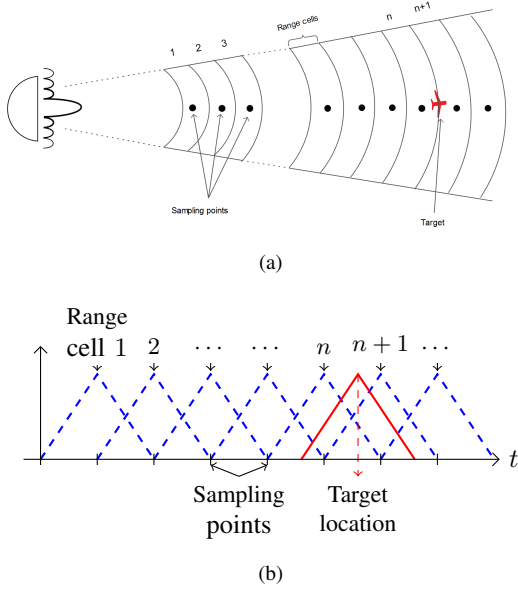 Range cells
n
n+1
1
2
3
Sampling points
Target
(a)
Range
cell 1
2
⋯
⋯
n
n + 1
⋯
t
Sampling
points
Target
location
(b)